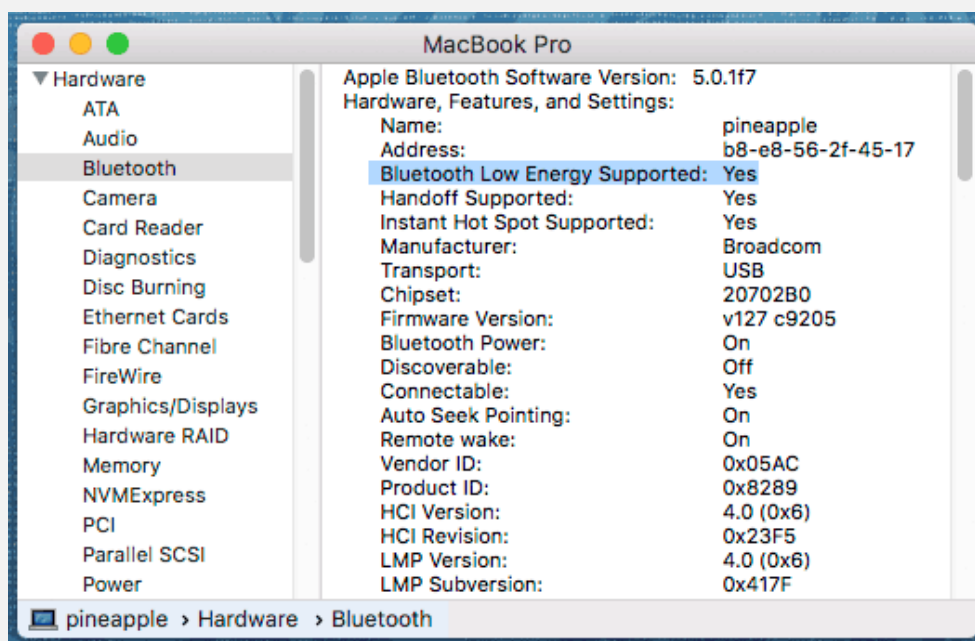 MacBook Pro
Hardware
ATA
Audio
Bluetooth
Camera
Card Reader
Diagnostics
Disc Burning
Ethernet Cards
Fibre Channel
FireWire
Graphics/Displays
Hardware RAID
Memory
NVMExpress
PCI
Parallel SCSI
Power
Apple Bluetooth Software Version: 5.0.1f7
Hardware, Features, and Settings:
Name: pineapple
Address: b8-e8-56-2f-45-17
Bluetooth Low Energy Supported: Yes
Handoff Supported: Yes
Instant Hot Spot Supported: Yes
Manufacturer: Broadcom
Transport: USB
Chipset: 20702B0
Firmware Version: v127 c9205
Bluetooth Power: On
Discoverable: Off
Connectable: Yes
Auto Seek Pointing: On
Remote wake: On
Vendor ID: 0x05AC
Product ID: 0x8289
HCI Version: 4.0 (0x6)
HCI Revision: 0x23F5
LMP Version: 4.0 (0x6)
LMP Subversion: 0x417F
pineapple › Hardware › Bluetooth